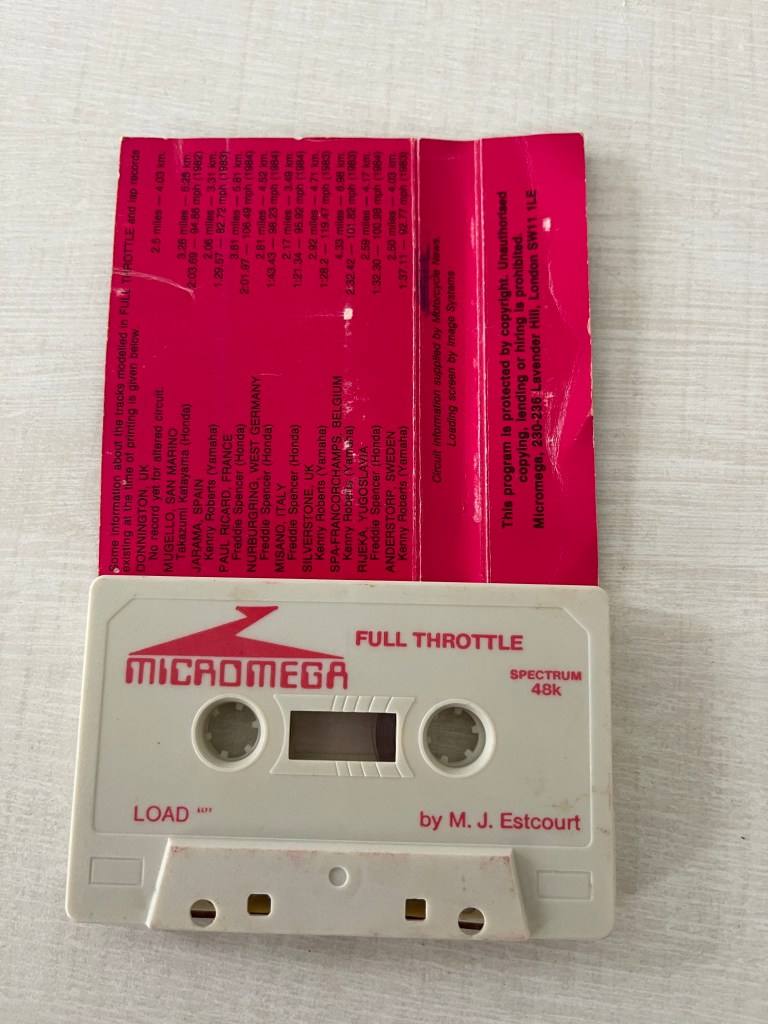 Some information about the tracks modelled in FULL THROTTLE and lap records
existing at the time of printing is given below.
DONNINGTON, UK 2.5 miles — 4.03 km.
No record yet for altered circuit.
MUGELLO, SAN MARINO 3.26 miles — 5.25 km.
Takazumi Katayama (Honda) 2:03.69 — 94.88 mph (1982)
JARAMA, SPAIN 2.06 miles — 3.31 km.
Kenny Roberts (Yamaha) 1:29.57 — 82.72 mph (1983)
PAUL RICARD, FRANCE 3.61 miles — 5.81 km.
Freddie Spencer (Honda) 2:01.97 — 106.49 mph (1984)
NURBURGRING, WEST GERMANY 2.81 miles — 4.52 km.
Freddie Spencer (Honda) 1:43.43 — 98.23 mph (1984)
MISANO, ITALY 2.17 miles — 3.49 km.
Freddie Spencer (Honda) 1:21.34 — 95.92 mph (1984)
SILVERSTONE, UK 2.92 miles — 4.71 km.
Kenny Roberts (Yamaha) 1:28.2 — 119.47 mph (1983)
SPA-FRANCORCHAMPS, BELGIUM 4.33 miles — 6.98 km.
Kenny Roberts (Yamaha) 2:32.42 — 101.82 mph (1983)
RIJEKA, YUGOSLAVIA 2.59 miles — 4.17 km.
Freddie Spencer (Honda) 1:32.30 — 100.98 mph (1984)
ANDERSTORP, SWEDEN 2.50 miles — 4.03 km.
Kenny Roberts (Yamaha) 1:37.11 — 92.77 mph (1983)
Circuit information supplied by Motorcycle News.
Loading screen by Image Systems
This program is protected by copyright. Unauthorised
copying, lending or hiring is prohibited.
Micromega, 230-236 Lavender Hill, London SW11 1LE
MICROMEGA
FULL THROTTLE
SPECTRUM
48k
LOAD “”
by M. J. Estcourt